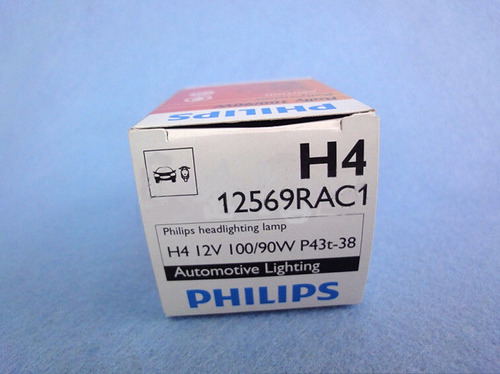 PHILIPS
H4
12569RAC1
Philips headlighting lamp
H4 12V 100/90W P43t-38
Automotive Lighting
PHILIPS